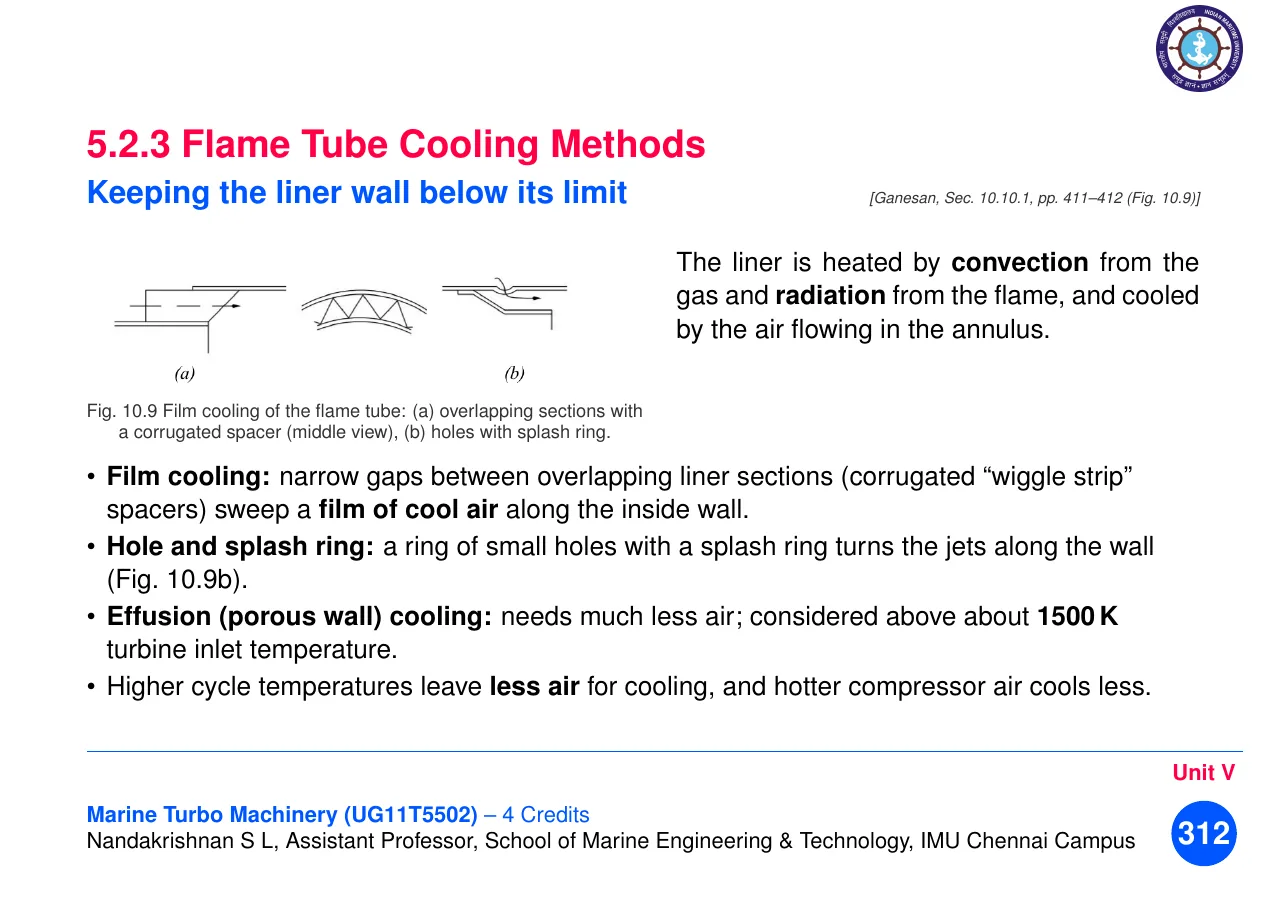 INDIAN MARITIME UNIVERSITY
5.2.3 Flame Tube Cooling Methods
Keeping the liner wall below its limit
[Ganesan, Sec. 10.10.1, pp. 411–412 (Fig. 10.9)]
The liner is heated by convection from the
gas and radiation from the flame, and cooled
by the air flowing in the annulus.
(a)
(b)
Fig. 10.9 Film cooling of the flame tube: (a) overlapping sections with
a corrugated spacer (middle view), (b) holes with splash ring.
• Film cooling: narrow gaps between overlapping liner sections (corrugated “wiggle strip”
spacers) sweep a film of cool air along the inside wall.
• Hole and splash ring: a ring of small holes with a splash ring turns the jets along the wall
(Fig. 10.9b).
• Effusion (porous wall) cooling: needs much less air; considered above about 1500 K
turbine inlet temperature.
• Higher cycle temperatures leave less air for cooling, and hotter compressor air cools less.
Unit V
Marine Turbo Machinery (UG11T5502) – 4 Credits
Nandakrishnan S L, Assistant Professor, School of Marine Engineering & Technology, IMU Chennai Campus
312